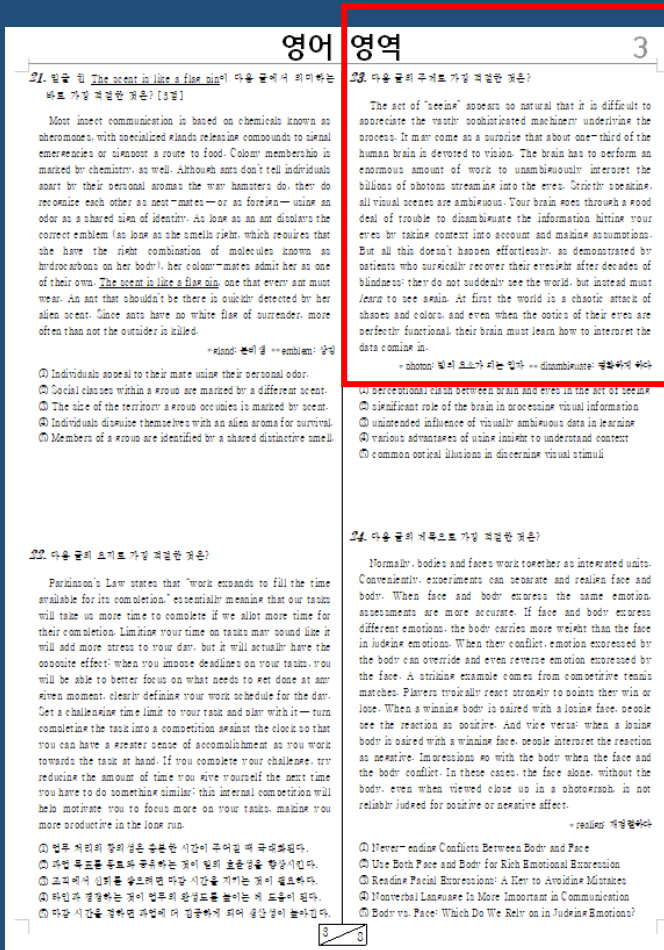 영어 영역
3
21. 밑줄 친 The scent is like a flag pin이 다음 글에서 의미하는
바로 가장 적절한 것은? [3점]
Most insect communication is based on chemicals known as
pheromones, with specialized glands releasing compounds to signal
emergencies or signpost a route to food. Colony membership is
marked by chemistry, as well. Although ants don't tell individuals
apart by their personal aromas the way hamsters do, they do
recognize each other as nest-mates — or as foreign — using an
odor as a shared sign of identity. As long as an ant displays the
correct emblem (as long as she smells right, which requires that
she have the right combination of molecules known as
hydrocarbons on her body), her colony-mates admit her as one
of their own. The scent is like a flag pin, one that every ant must
wear. An ant that shouldn't be there is quickly detected by her
alien scent. Since ants have no white flag of surrender, more
often than not the outsider is killed.
*gland: 분비샘 **emblem: 상징
① Individuals appeal to their mate using their personal odor.
② Social classes within a group are marked by a different scent.
③ The size of the territory a group occupies is marked by scent.
④ Individuals disguise themselves with an alien aroma for survival.
⑤ Members of a group are identified by a shared distinctive smell.
22. 다음 글의 요지로 가장 적절한 것은?
Parkinson's Law states that "work expands to fill the time
available for its completion," essentially meaning that our tasks
will take us more time to complete if we allot more time for
their completion. Limiting your time on tasks may sound like it
will add more stress to your day, but it will actually have the
opposite effect; when you impose deadlines on your tasks, you
will be able to better focus on what needs to get done at any
given moment, clearly defining your work schedule for the day.
Set a challenging time limit to your task and play with it — turn
completing the task into a competition against the clock so that
you can have a greater sense of accomplishment as you work
towards the task at hand. If you complete your challenge, try
reducing the amount of time you give yourself the next time
you have to do something similar; this internal competition will
help motivate you to focus more on your tasks, making you
more productive in the long run.
① 업무 처리의 창의성은 충분한 시간이 주어질 때 극대화된다.
② 과업 목표를 동료와 공유하는 것이 일의 효율성을 향상시킨다.
③ 조직에서 신뢰를 쌓으려면 마감 시간을 지키는 것이 필요하다.
④ 타인과 경쟁하는 것이 업무의 완성도를 높이는 데 도움이 된다.
⑤ 마감 시간을 정하면 과업에 더 집중하게 되어 생산성이 높아진다.
23. 다음 글의 주제로 가장 적절한 것은?
The act of "seeing" appears so natural that it is difficult to
appreciate the vastly sophisticated machinery underlying the
process. It may come as a surprise that about one-third of the
human brain is devoted to vision. The brain has to perform an
enormous amount of work to unambiguously interpret the
billions of photons streaming into the eyes. Strictly speaking,
all visual scenes are ambiguous. Your brain goes through a good
deal of trouble to disambiguate the information hitting your
eyes by taking context into account and making assumptions.
But all this doesn't happen effortlessly, as demonstrated by
patients who surgically recover their eyesight after decades of
blindness: they do not suddenly see the world, but instead must
learn to see again. At first the world is a chaotic attack of
shapes and colors, and even when the optics of their eyes are
perfectly functional, their brain must learn how to interpret the
data coming in.
*photon: 빛의 요소가 되는 입자 **disambiguate: 명확하게 하다
① perceptional clash between brain and eyes in the act of seeing
② significant role of the brain in processing visual information
③ unintended influence of visually ambiguous data in learning
④ various advantages of using insight to understand context
⑤ common optical illusions in discerning visual stimuli
24. 다음 글의 제목으로 가장 적절한 것은?
Normally, bodies and faces work together as integrated units.
Conveniently, experiments can separate and realign face and
body. When face and body express the same emotion,
assessments are more accurate. If face and body express
different emotions, the body carries more weight than the face
in judging emotions. When they conflict, emotion expressed by
the body can override and even reverse emotion expressed by
the face. A striking example comes from competitive tennis
matches. Players typically react strongly to points they win or
lose. When a winning body is paired with a losing face, people
see the reaction as positive. And vice versa: when a losing
body is paired with a winning face, people interpret the reaction
as negative. Impressions go with the body when the face and
the body conflict. In these cases, the face alone, without the
body, even when viewed close up in a photograph, is not
reliably judged for positive or negative affect.
*realign: 재정렬하다
① Never-ending Conflicts Between Body and Face
② Use Both Face and Body for Rich Emotional Expression
③ Reading Facial Expressions: A Key to Avoiding Mistakes
④ Nonverbal Language Is More Important in Communication
⑤ Body vs. Face: Which Do We Rely on in Judging Emotions?
3
8